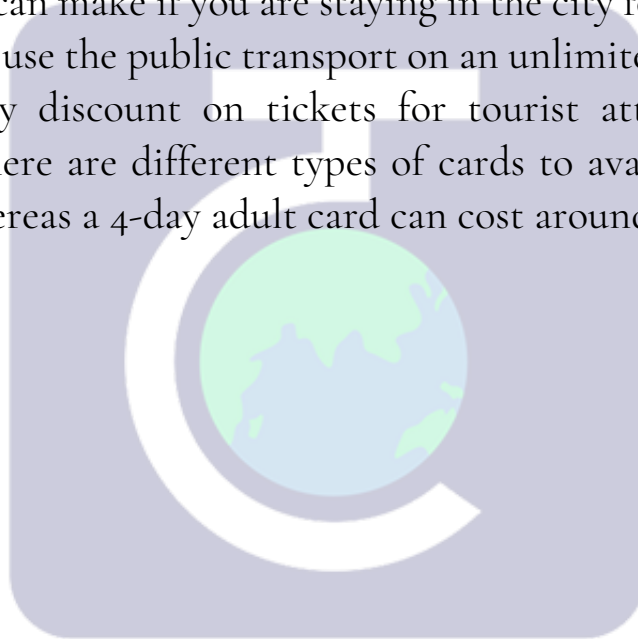 can make if you are staying in the city
use the public transport on an
discount on tickets for tourist
are different types of cards to
a 4-day adult card can cost around